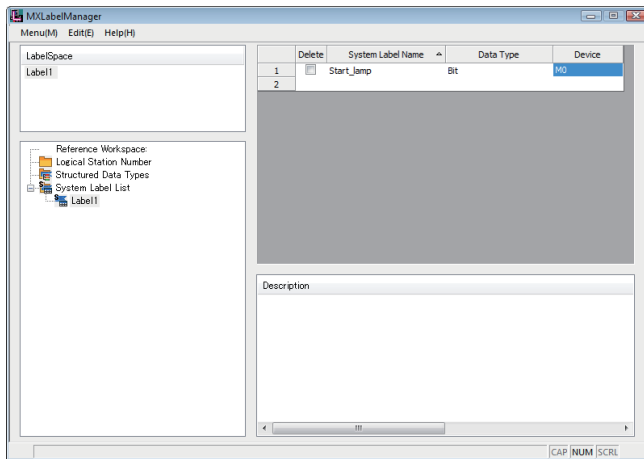 MXLabelManager
Menu(M) Edit(E) Help(H)
LabelSpace
Label1
Delete System Label Name Data Type Device
1 Start_lamp Bit M0
2
Reference Workspace:
Logical Station Number
Structured Data Types
System Label List
Label1
Description
CAP NUM SCRL